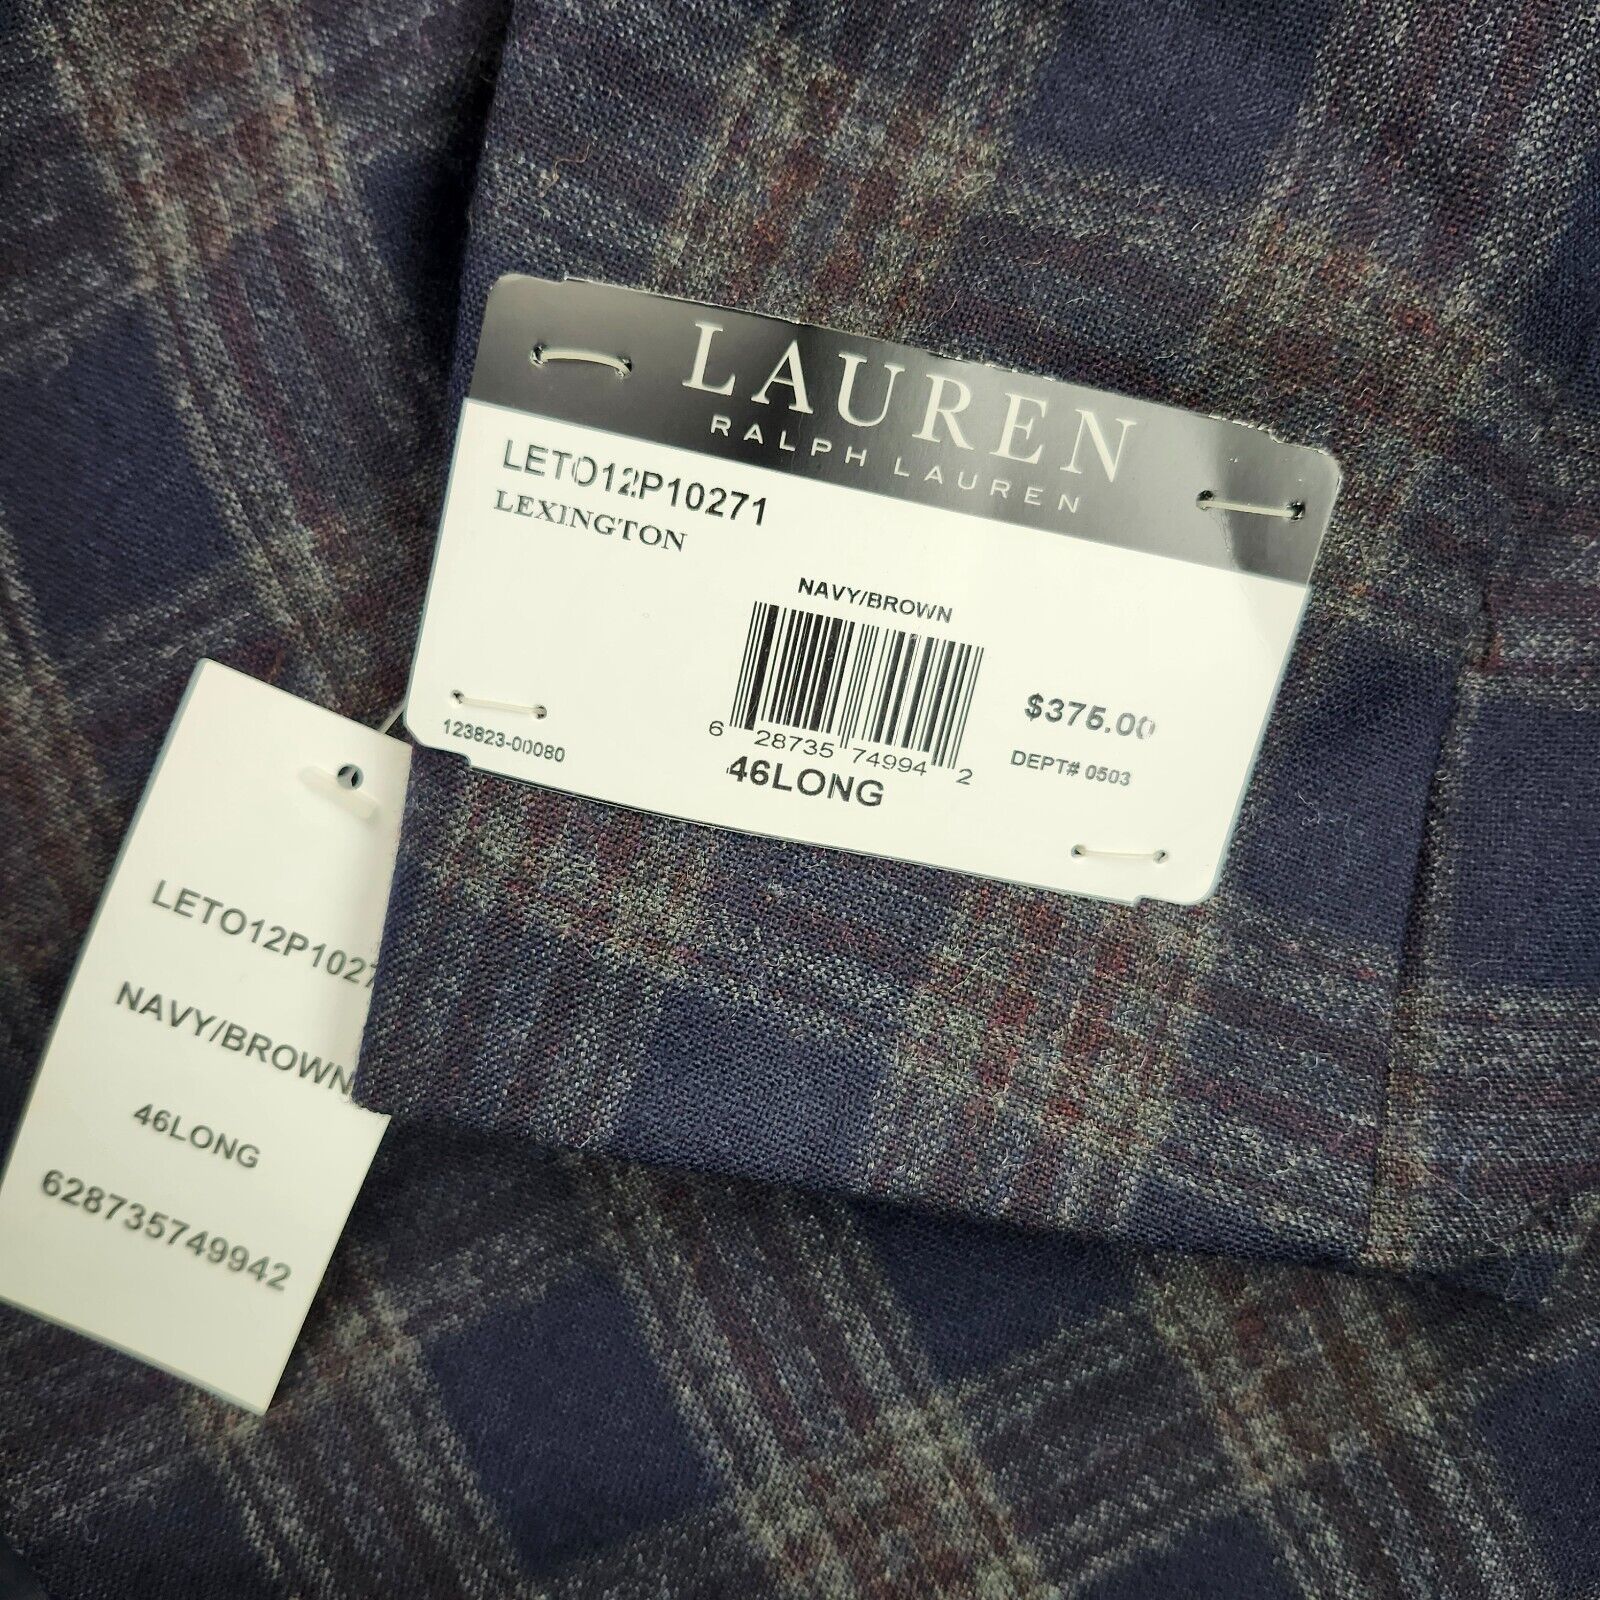 LAUREN
RALPH LAUREN
LETO12P10271
LEXINGTON
NAVY/BROWN
6 28735 74994 2
$375.00
123823-00080
46LONG
DEPT# 0503
LETO12P1027
NAVY/BROWN
46LONG
628735749942